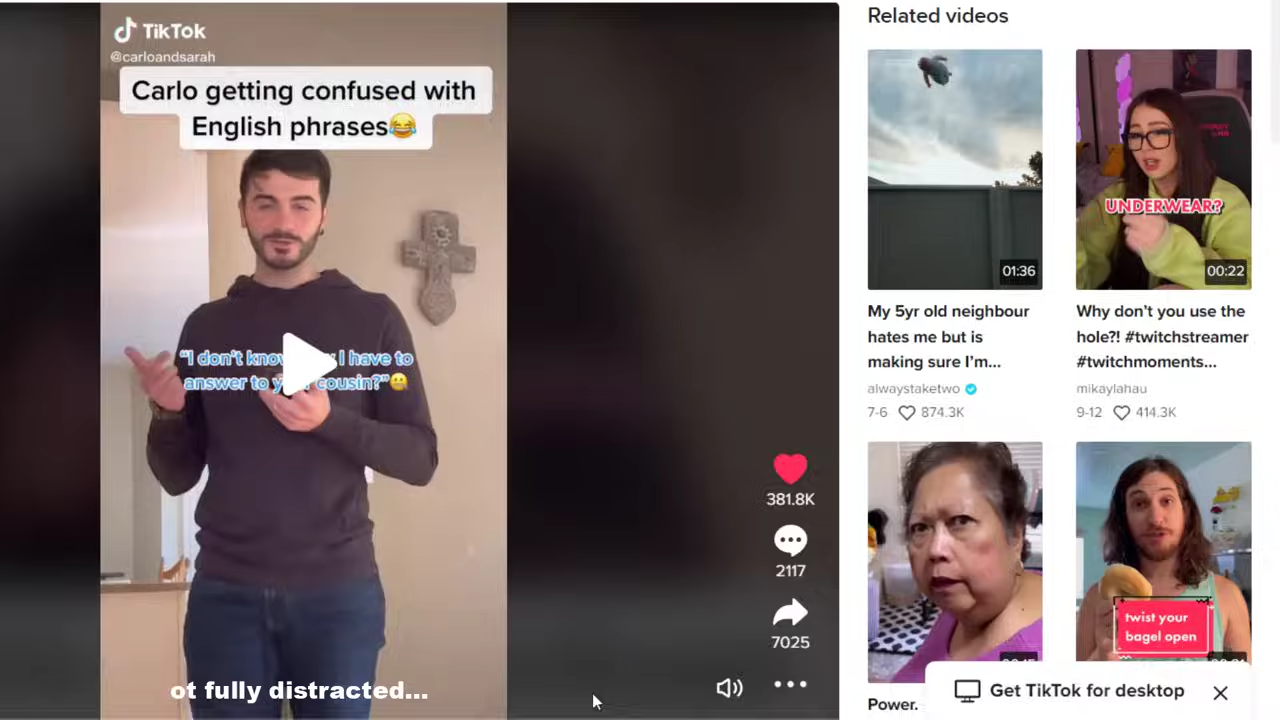 TikTok
@carloandsarah
Carlo getting confused with
English phrases😂
"I don't know I have to
answer to cousin?"😬
ot fully distracted...
381.8K
2117
7025
Related videos
01:36
My 5yr old neighbour
hates me but is
making sure I'm...
alwaystaketwo
7-6 874.3K
UNDERWEAR?
00:22
Why don't you use the
hole?! #twitchstreamer
#twitchmoments...
mikaylahau
9-12 414.3K
Power.
twist your
bagel open
Get TikTok for desktop